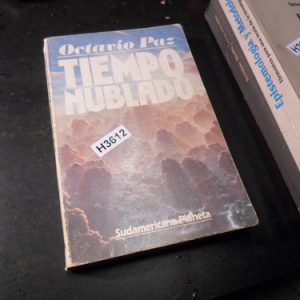 Octavio Paz
TIEMPO
NUBLADO
H3612
Sudamericana Planeta
Epistemología y Metodología